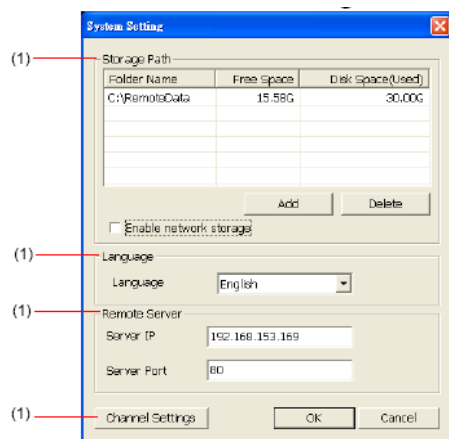 System Setting
(1)
Storage Path
Folder Name Free Space Disk Space(Used)
C:\RemoteData 15.58G 30.00G
Add Delete
Enable network storage
(1)
Language
Language English
(1)
Remote Server
Server IP 192.168.153.169
Server Port 80
(1)
Channel Settings OK Cancel